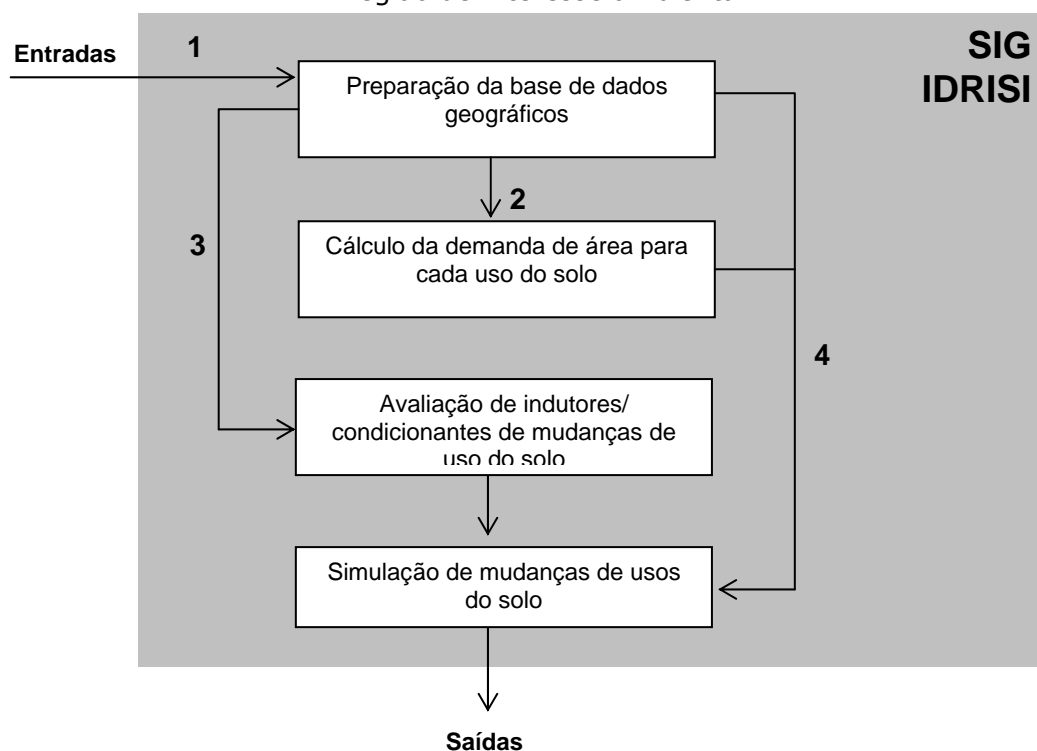 SIG
IDRISI
Entradas
1
Preparação da base de dados
geográficos
2
3
Cálculo da demanda de área para
cada uso do solo
4
Avaliação de indutores/
condicionantes de mudanças de
uso do solo
Simulação de mudanças de usos
do solo
Saídas